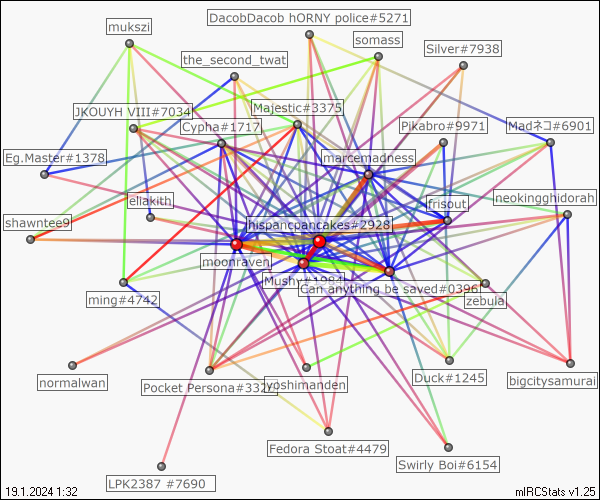 DacobDacob hORNY police#5271
mukszi
somass
Silver#7938
the_second_twat
JKOUYH VIII#7034
Majestic#3375
Cypha#1717
Pikabro#9971
Madネコ#6901
Eg.Master#1378
marcemadness
ellakith
frisout
neokingghidorah
shawntee9
hispancpancakes#2928
moonraven
Mushy#1984
Can anything be saved#0396
ming#4742
zebula
normalwan
Pocket Persona#3327
yoshimanden
Duck#1245
bigcitysamurai
Fedora Stoat#4479
Swirly Boi#6154
LPK2387 #7690
19.1.2024 1:32
mIRCStats v1.25